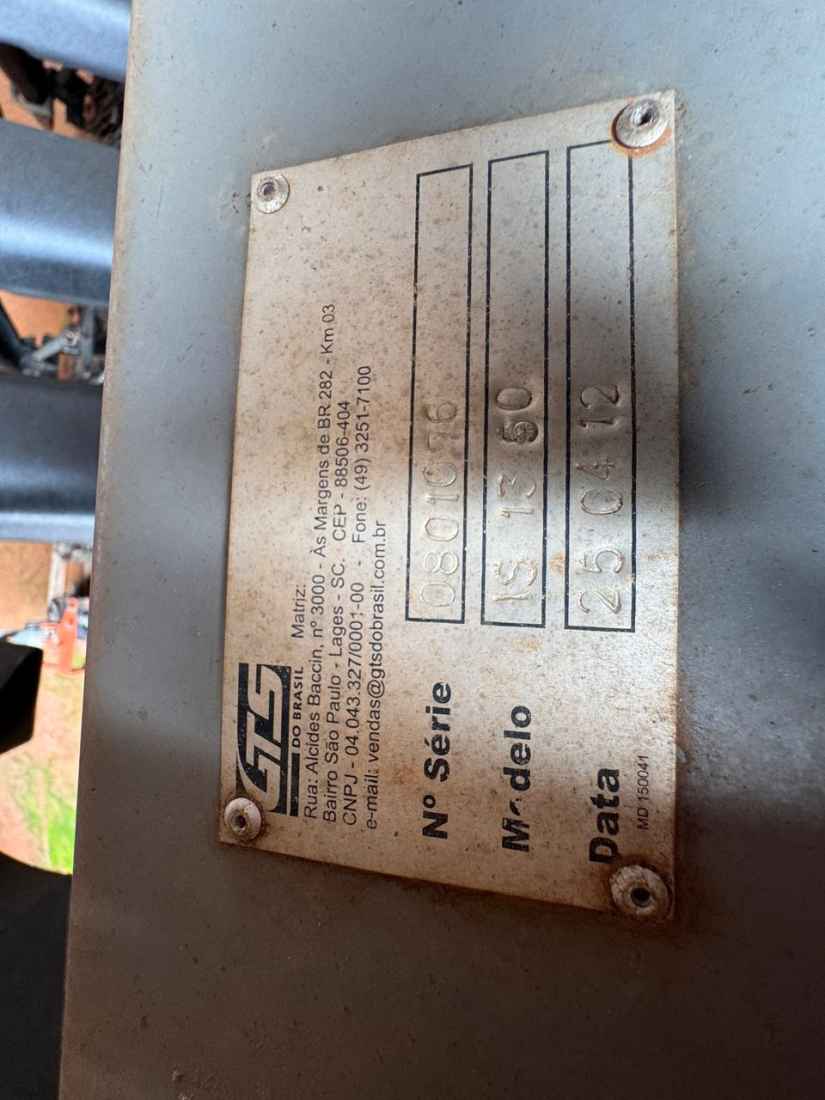 GTS
DO BRASIL
Matriz:
Rua: Alcides Baccin, nº 3000 - Às Margens de BR 282 - Km 03
Bairro São Paulo - Lages - SC. CEP - 88506-404
CNPJ - 04.043.327/0001-00 - Fone: (49) 3251-7100
e-mail: vendas@gtsdobrasil.com.br
Nº Série 0801076
Modelo IS 13 50
Data 25 04 12
MD 150041